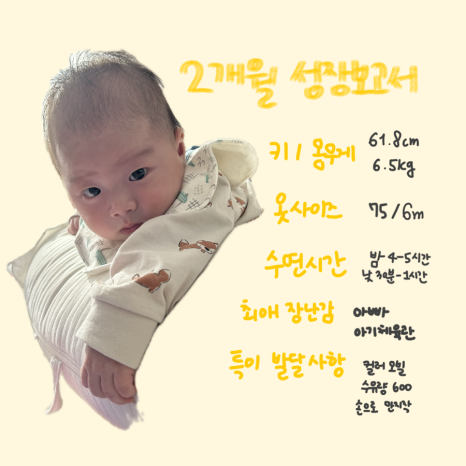 2개월 성장보고서
키 / 몸무게 61.8cm
6.5kg
옷사이즈 75/6m
수면시간 밤 4-5시간
낮 30분-1시간
최애 장난감 아빠
아기체육관
특이 발달사항 컬러 모빌
수유량 600
손으로 만지작